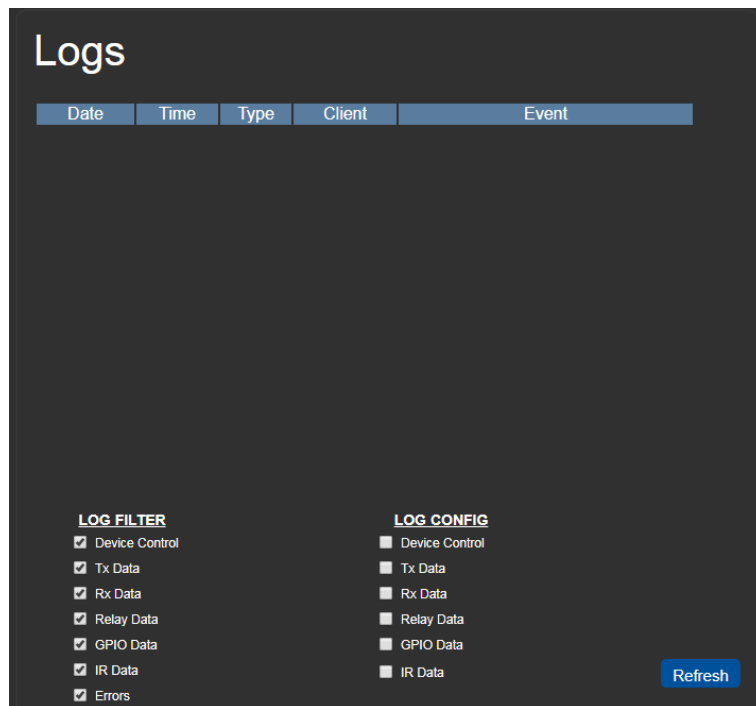 Logs
Date Time Type Client Event
LOG FILTER LOG CONFIG
Device Control Device Control
Tx Data Tx Data
Rx Data Rx Data
Relay Data Relay Data
GPIO Data GPIO Data
IR Data IR Data
Refresh
Errors